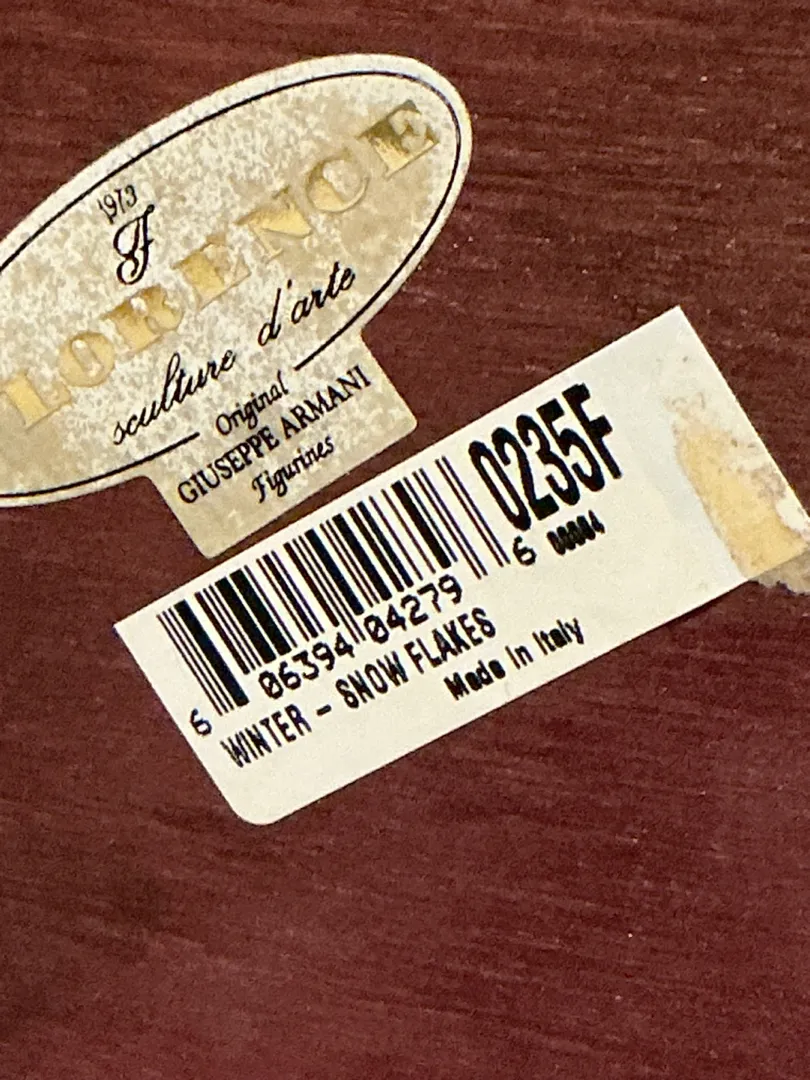 1973
F
FLORENCE
sculture d'arte
Original
GIUSEPPE ARMANI
Figurines
0235F
6 06394 04279 6
WINTER - SNOW FLAKES
Made in Italy